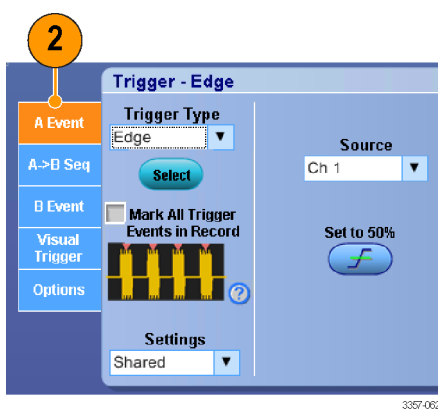 2
Trigger - Edge
A Event
A->B Seq
B Event
Visual
Trigger
Options
Trigger Type
Edge
Select
Mark All Trigger
Events in Record
?
Settings
Shared
Source
Ch 1
Set to 50%
3357-062